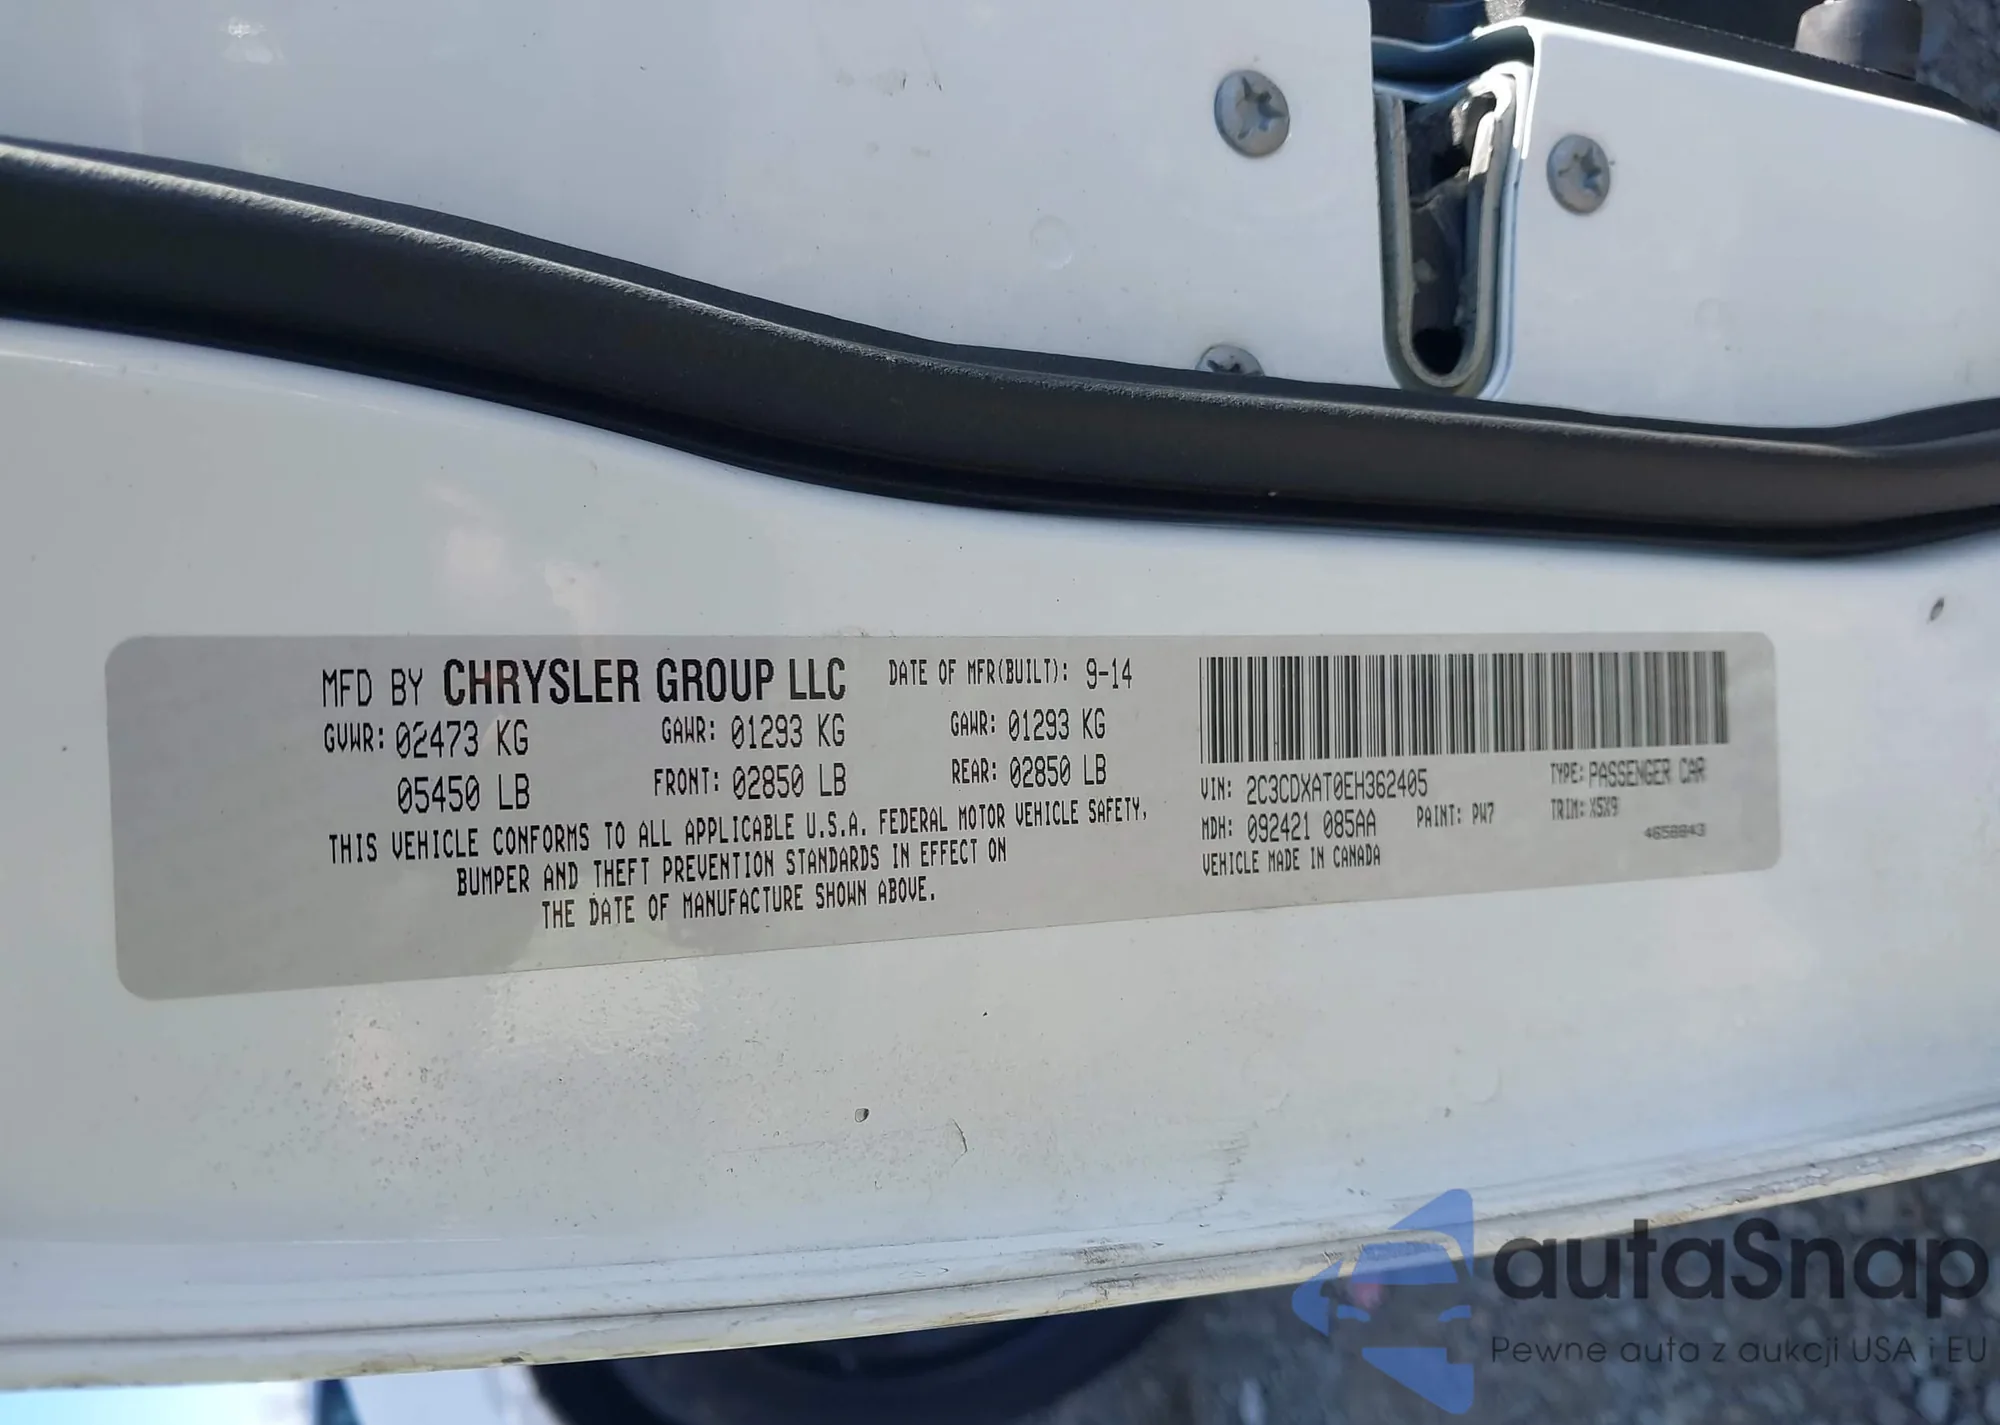 MFD BY CHRYSLER GROUP LLC DATE OF MFR(BUILT): 9-14
GVWR: 02473 KG GAWR: 01293 KG GAWR: 01293 KG
05450 LB FRONT: 02850 LB REAR: 02850 LB
THIS VEHICLE CONFORMS TO ALL APPLICABLE U.S.A. FEDERAL MOTOR VEHICLE SAFETY,
BUMPER AND THEFT PREVENTION STANDARDS IN EFFECT ON
THE DATE OF MANUFACTURE SHOWN ABOVE.
VIN: 2C3CDXAT0EH362405 TYPE: PASSENGER CAR
MDH: 092421 085AA PAINT: PW7 TRIM: X5X9
VEHICLE MADE IN CANADA 4658843
autaSnap
Pewne auta z aukcji USA i EU